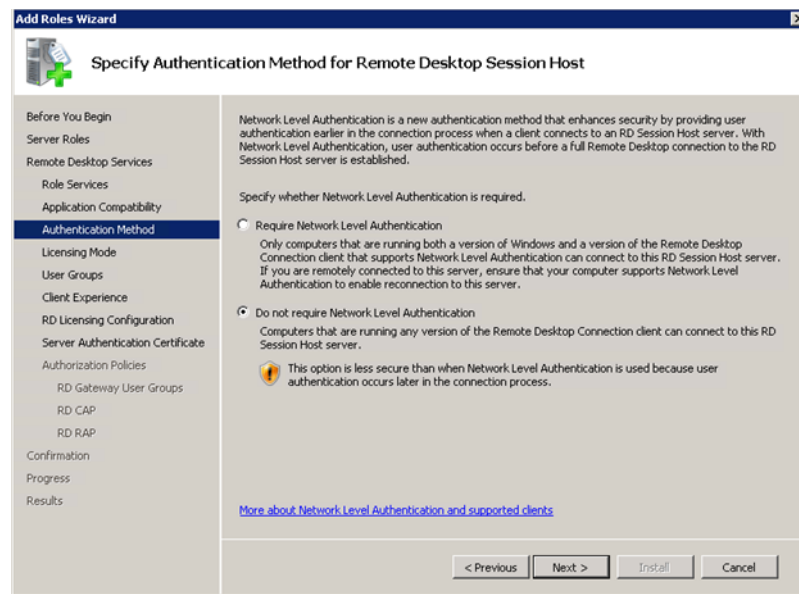 Add Roles Wizard
Specify Authentication Method for Remote Desktop Session Host
Before You Begin
Server Roles
Remote Desktop Services
Role Services
Application Compatibility
Authentication Method
Licensing Mode
User Groups
Client Experience
RD Licensing Configuration
Server Authentication Certificate
Authorization Policies
RD Gateway User Groups
RD CAP
RD RAP
Confirmation
Progress
Results
Network Level Authentication is a new authentication method that enhances security by providing user
authentication earlier in the connection process when a client connects to an RD Session Host server. With
Network Level Authentication, user authentication occurs before a full Remote Desktop connection to the RD
Session Host server is established.
Specify whether Network Level Authentication is required.
Require Network Level Authentication
Only computers that are running both a version of Windows and a version of the Remote Desktop
Connection client that supports Network Level Authentication can connect to this RD Session Host server.
If you are remotely connected to this server, ensure that your computer supports Network Level
Authentication to enable reconnection to this server.
Do not require Network Level Authentication
Computers that are running any version of the Remote Desktop Connection client can connect to this RD
Session Host server.
This option is less secure than when Network Level Authentication is used because user
authentication occurs later in the connection process.
More about Network Level Authentication and supported clients
< Previous
Next >
Install
Cancel